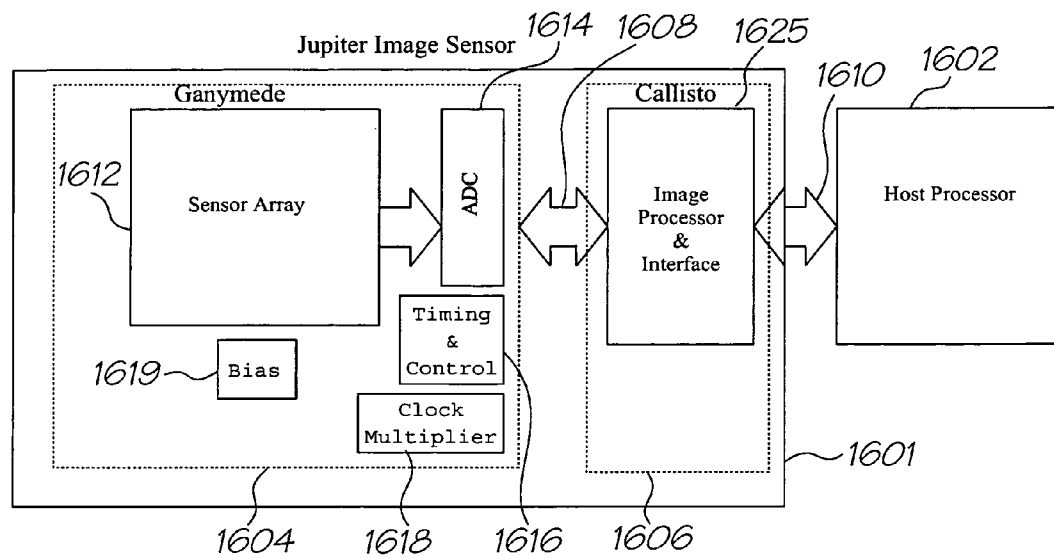 Jupiter Image Sensor
1614
1608
1625
1610
1602
Ganymede
Callisto
1612
Sensor Array
ADC
Image
Processor
&
Interface
Host Processor
Timing
&
Control
1619
Bias
Clock
Multiplier
1601
1604
1618
1616
1606